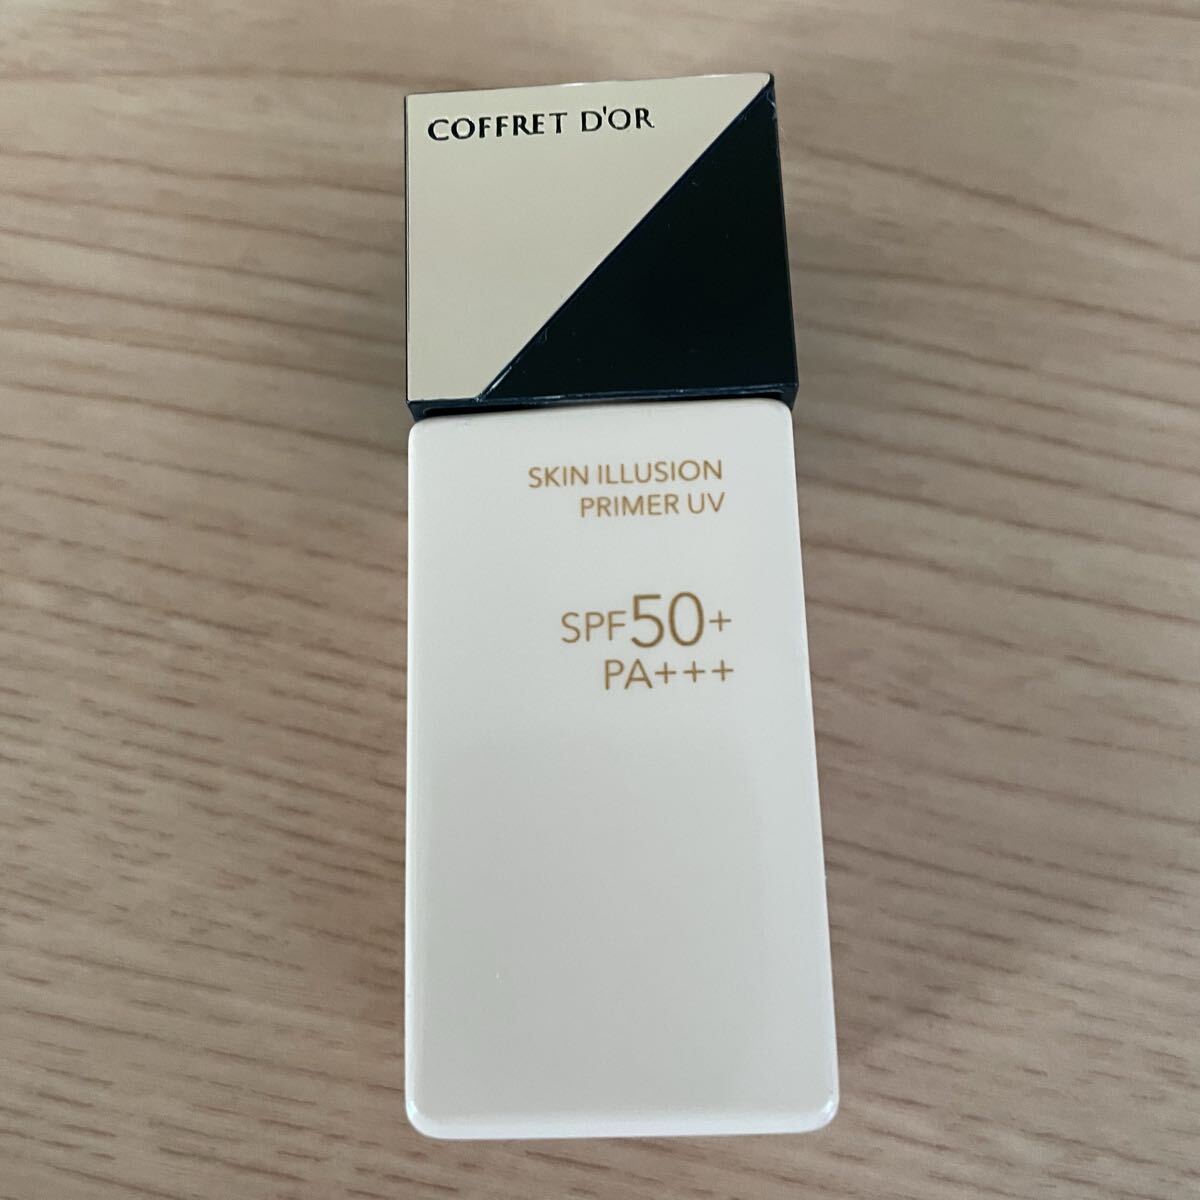 COFFRET D'OR
SKIN ILLUSION
PRIMER UV
SPF50+
PA+++